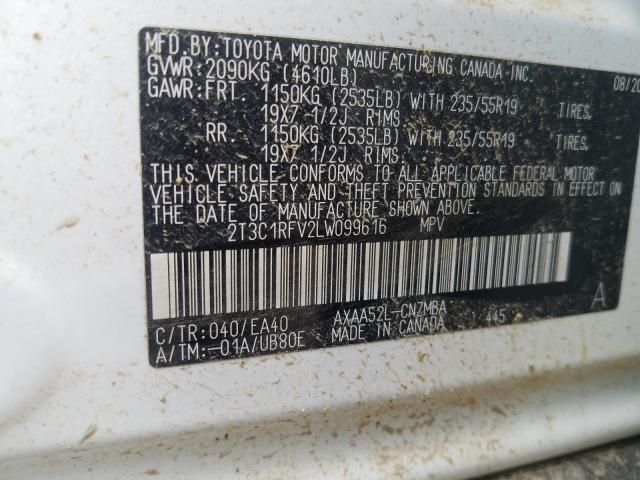 MFD.BY:TOYOTA MOTOR MANUFACTURING CANADA INC.
GVWR:2090KG (4610LB) 08/20
GAWR:FRT. 1150KG (2535LB) WITH 235/55R19 TIRES.
19X7 1/2J RIMS
RR. 1150KG (2535LB) WITH 235/55R19 TIRES.
19X7 1/2J RIMS
THIS VEHICLE CONFORMS TO ALL APPLICABLE FEDERAL MOTOR
VEHICLE SAFETY AND THEFT PREVENTION STANDARDS IN EFFECT ON
THE DATE OF MANUFACTURE SHOWN ABOVE.
2T3C1RFV2LW099616 MPV
A
C/TR:040/EA40 AXAA52L-CNZMBA 445
A/TM:-01A/UB80E MADE IN CANADA